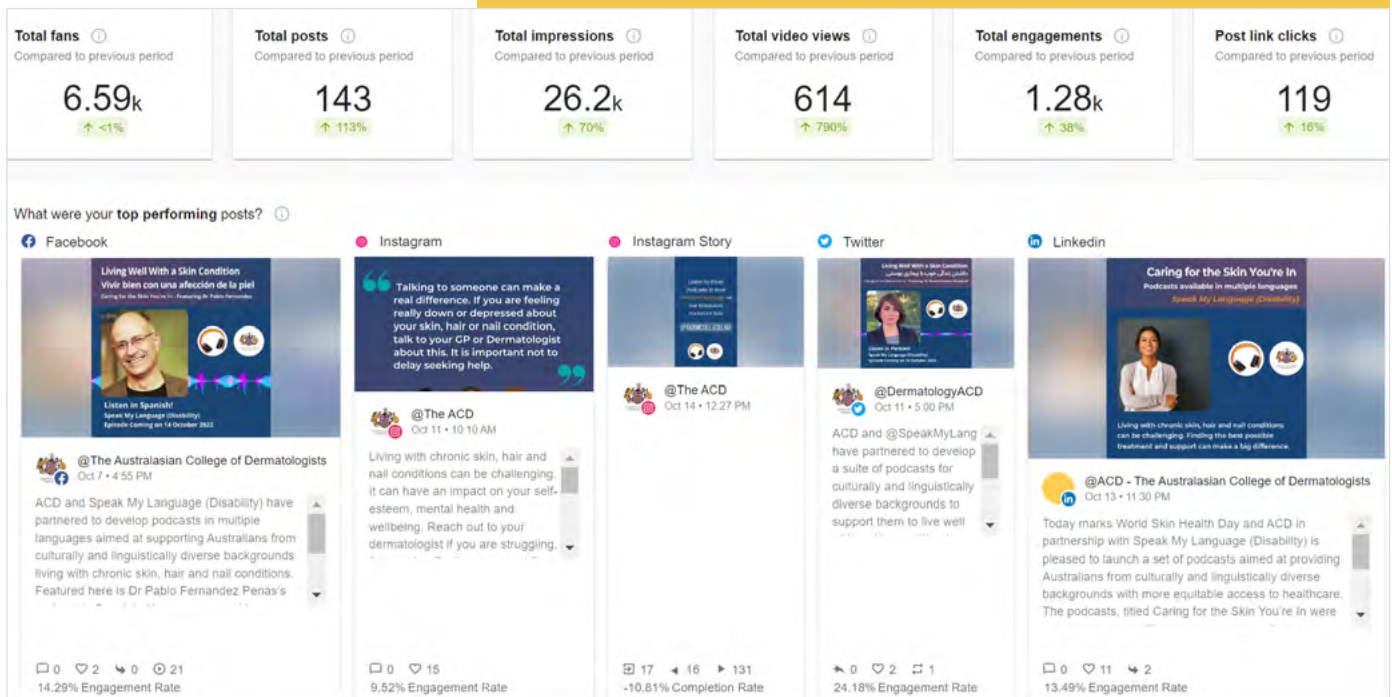 Total fans
Compared to previous period
6.59k
↑ <1%
Total posts
Compared to previous period
143
↑ 113%
Total impressions
Compared to previous period
26.2k
↑ 70%
Total video views
Compared to previous period
614
↑ 790%
Total engagements
Compared to previous period
1.28k
↑ 38%
Post link clicks
Compared to previous period
119
↑ 16%
What were your top performing posts?
Facebook
Living Well With a Skin Condition
Vivir bien con una afección de la piel
Caring for the Skin You're In - Featuring Dr Pablo Fernandez
Listen in Spanish!
Speak My Language (Disability)
Episode Coming on 14 October 2022
@The Australasian College of Dermatologists
Oct 7 • 4:55 PM
ACD and Speak My Language (Disability) have
partnered to develop podcasts in multiple
languages aimed at supporting Australians from
culturally and linguistically diverse backgrounds
living with chronic skin, hair and nail conditions.
Featured here is Dr Pablo Fernandez Penas's
0 2 0 21
14.29% Engagement Rate
Instagram
Talking to someone can make a
real difference. If you are feeling
really down or depressed about
your skin, hair or nail condition,
talk to your GP or Dermatologist
about this. It is important not to
delay seeking help.
@The ACD
Oct 11 • 10:10 AM
Living with chronic skin, hair and
nail conditions can be challenging.
it can have an impact on your self-
esteem, mental health and
wellbeing. Reach out to your
dermatologist if you are struggling.
0 15
9.52% Engagement Rate
Instagram Story
@The ACD
Oct 14 • 12:27 PM
17 16 131
-10.81% Completion Rate
Twitter
Living Well With a Skin Condition
Listen in Persian!
Speak My Language (Disability)
@DermatologyACD
Oct 11 • 5:00 PM
ACD and @SpeakMyLang
have partnered to develop
a suite of podcasts for
culturally and linguistically
diverse backgrounds to
support them to live well
0 2 1
24.18% Engagement Rate
Linkedin
Caring for the Skin You're In
Podcasts available in multiple languages
Speak My Language (Disability)
Living with chronic skin, hair and nail conditions
can be challenging. Finding the best possible
treatment and support can make a big difference.
@ACD - The Australasian College of Dermatologists
Oct 13 • 11:30 PM
Today marks World Skin Health Day and ACD in
partnership with Speak My Language (Disability) is
pleased to launch a set of podcasts aimed at providing
Australians from culturally and linguistically diverse
backgrounds with more equitable access to healthcare.
The podcasts, titled Caring for the Skin You're In were
0 11 2
13.49% Engagement Rate